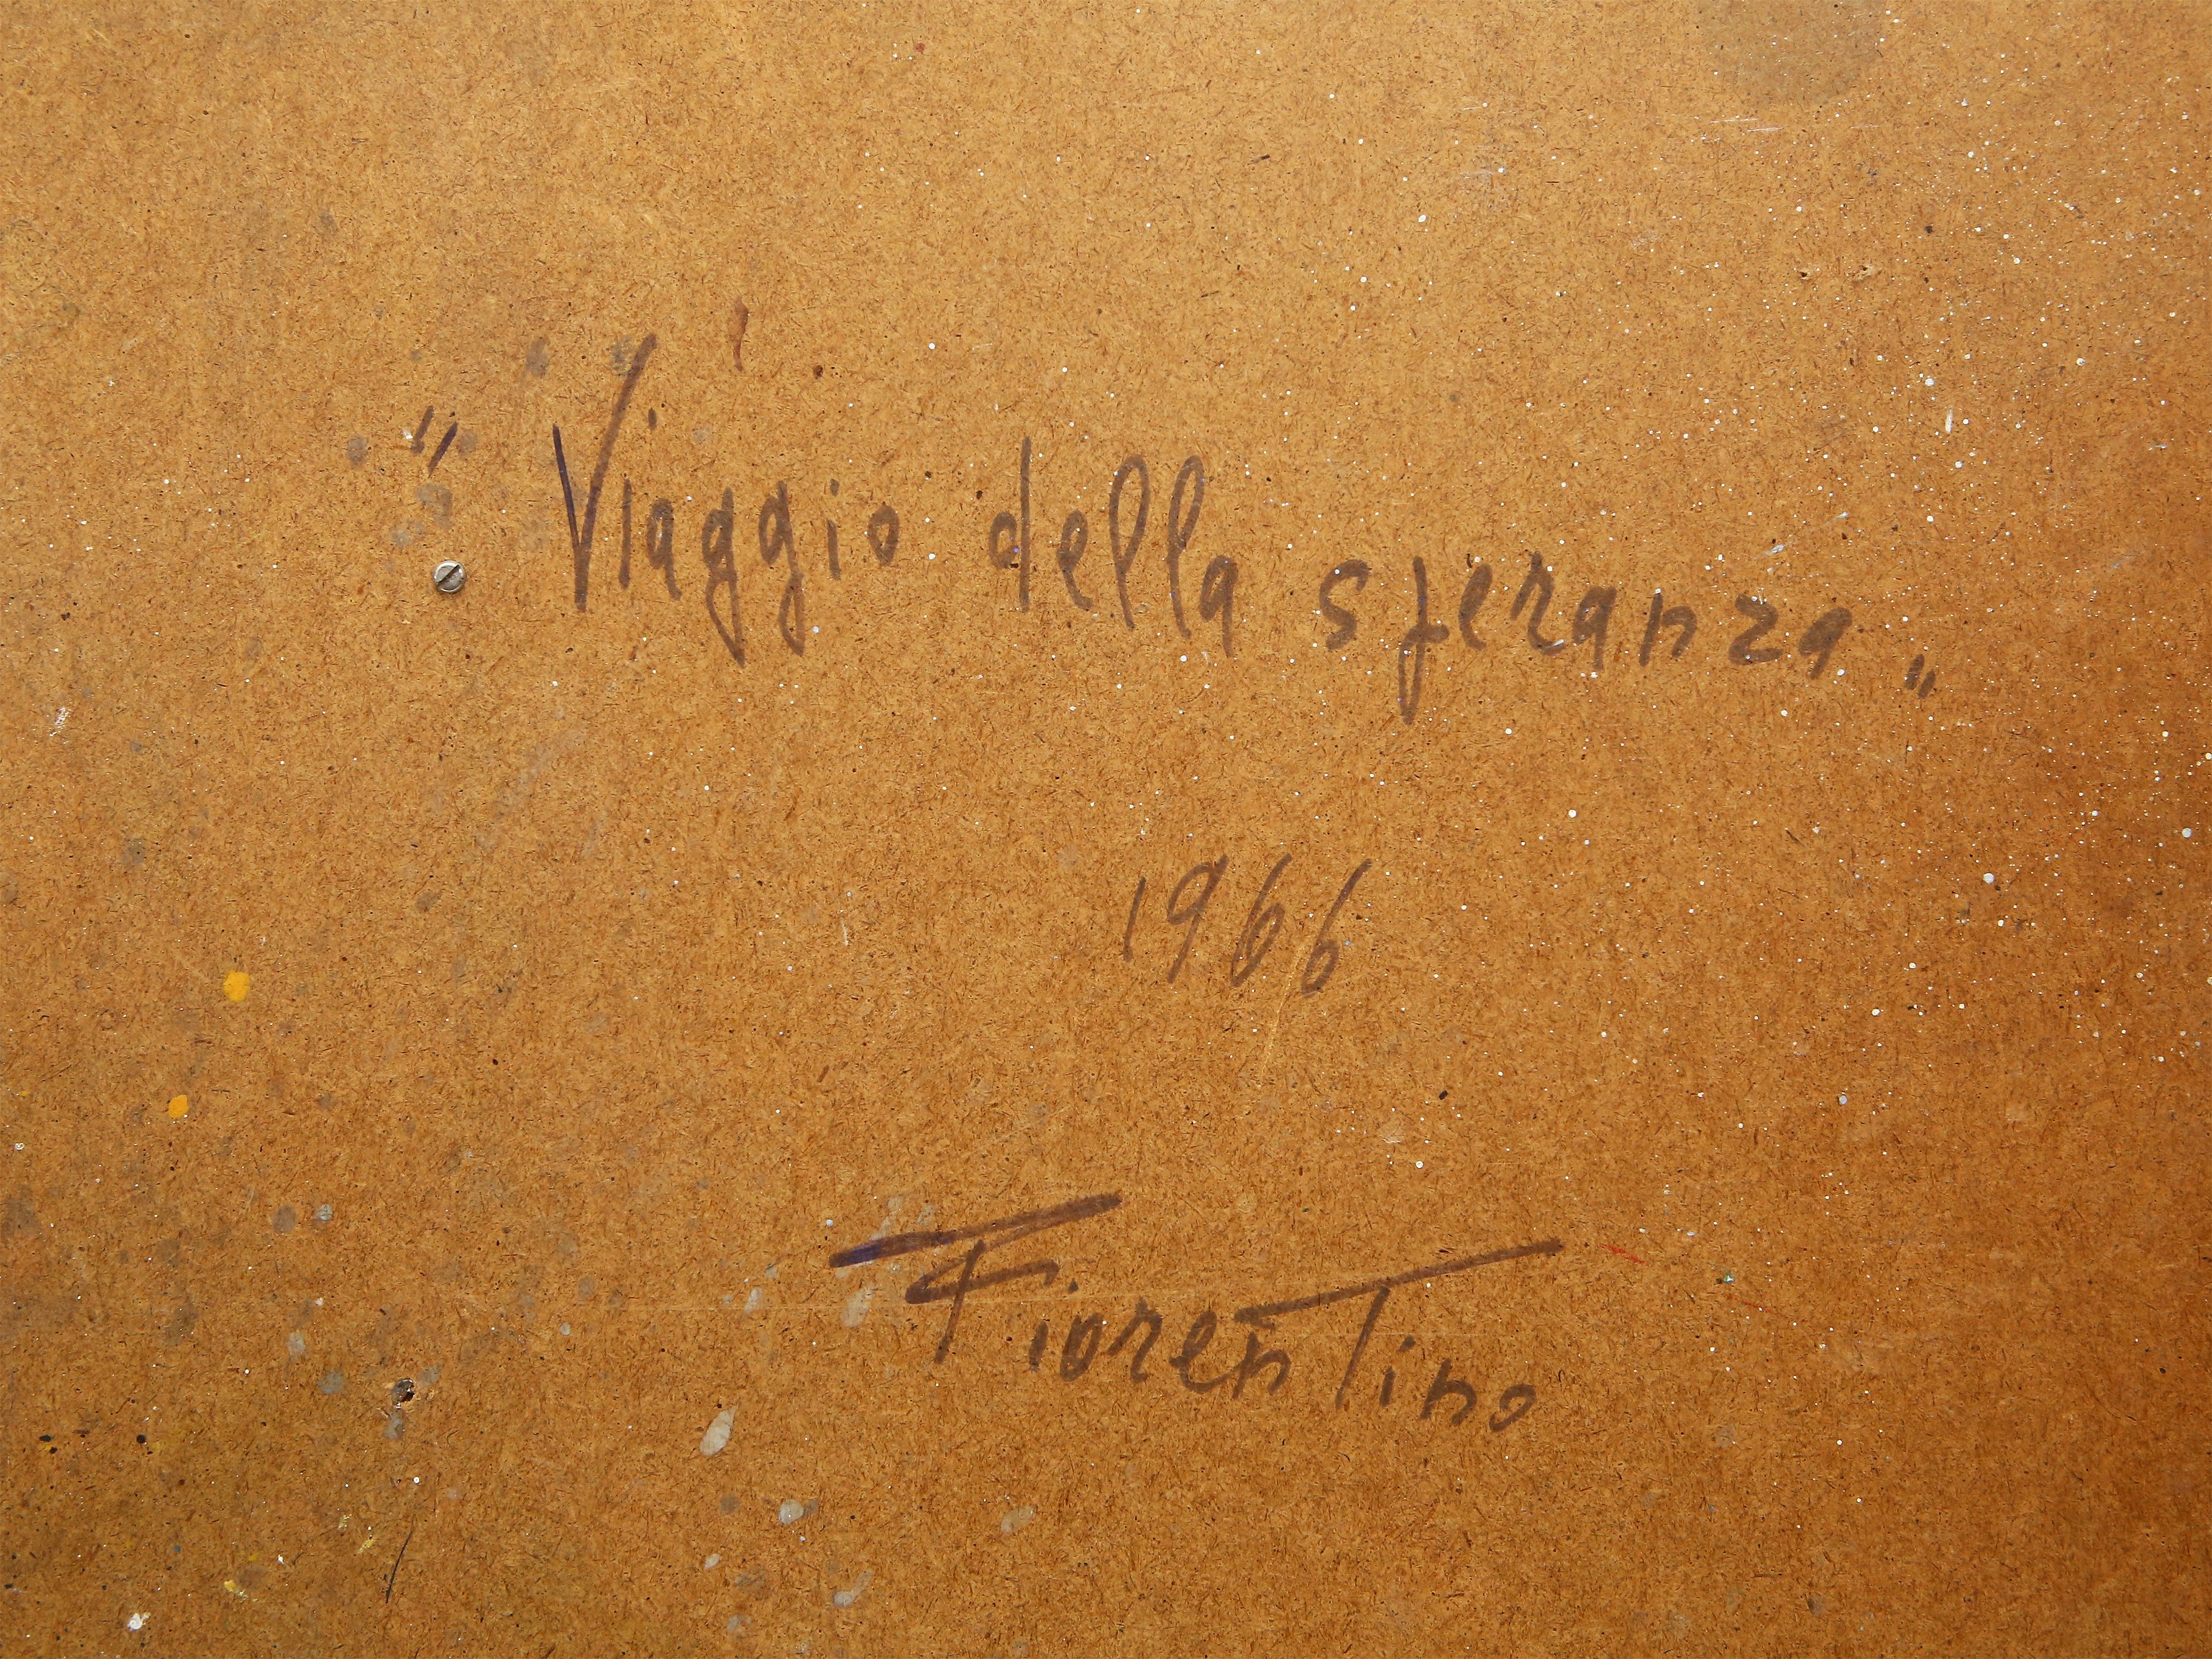 "Viaggio della speranza"
1966
Fiorentino